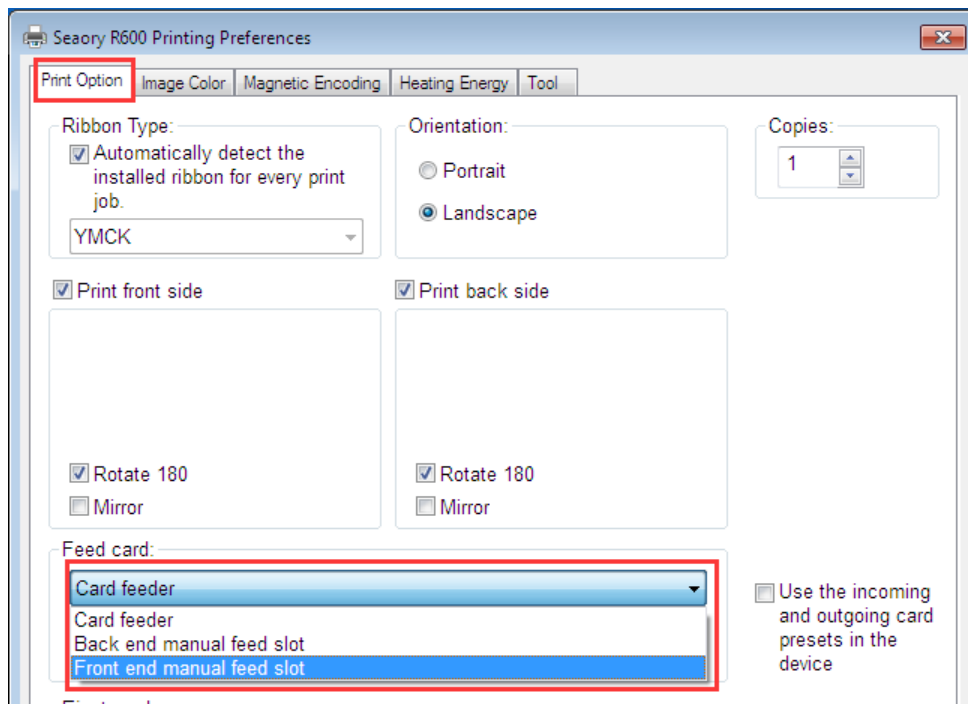 Seaory R600 Printing Preferences
Print Option
Image Color
Magnetic Encoding
Heating Energy
Tool
Ribbon Type:
Automatically detect the
installed ribbon for every print
job.
YMCK
Orientation:
Portrait
Landscape
Copies:
1
Print front side
Print back side
Rotate 180
Mirror
Rotate 180
Mirror
Feed card:
Card feeder
Card feeder
Back end manual feed slot
Front end manual feed slot
Use the incoming
and outgoing card
presets in the
device